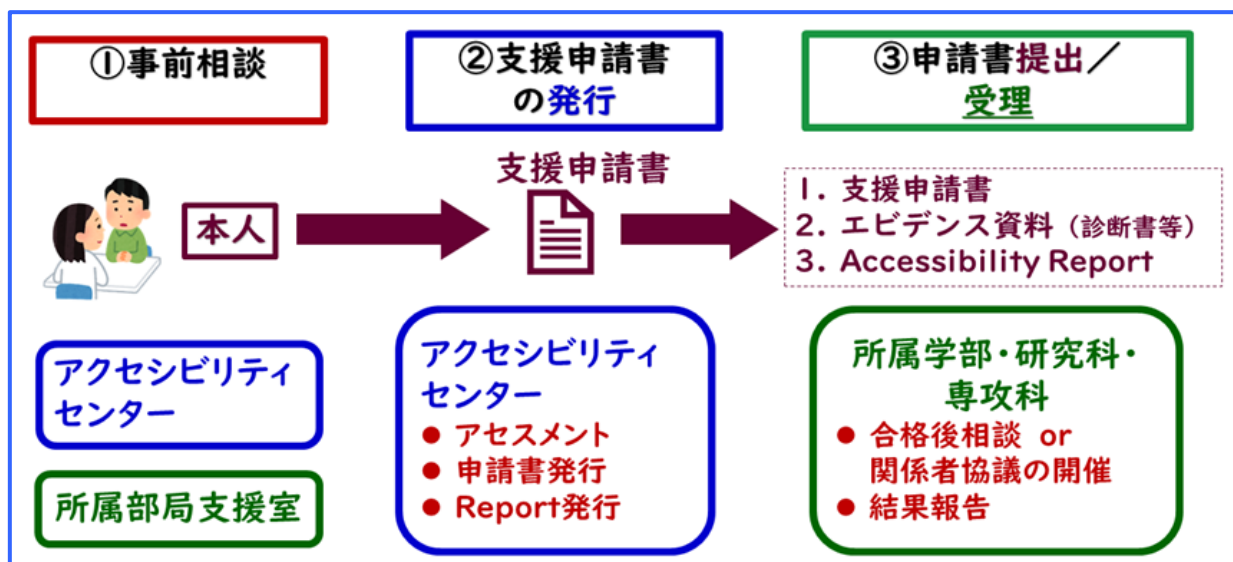 ①事前相談
②支援申請書
の発行
③申請書提出／
受理
本人
支援申請書
1. 支援申請書
2. エビデンス資料（診断書等）
3. Accessibility Report
アクセシビリティ
センター
所属部局支援室
アクセシビリティ
センター
● アセスメント
● 申請書発行
● Report発行
所属学部・研究科・
専攻科
● 合格後相談 or
関係者協議の開催
● 結果報告